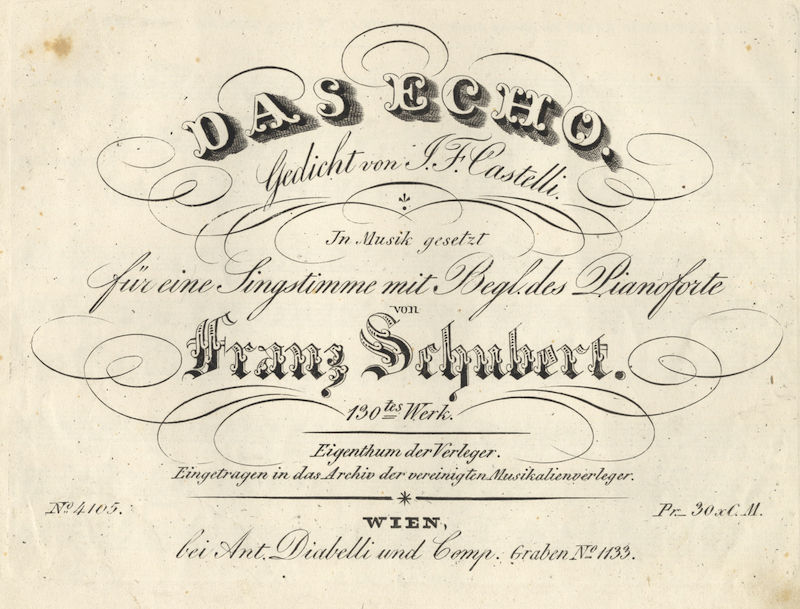 DAS ECHO.
Gedicht von J. F. Castelli.
In Musik gesetzt
für eine Singstimme mit Begl. des Pianoforte
von
Franz Schubert.
130tes Werk.
Eigenthum der Verleger.
Eingetragen in das Archiv der vereinigten Musikalienverleger.
No. 4105.
Pr. 30 x C. M.
WIEN,
bei Ant. Diabelli und Comp. Graben No. 1133.